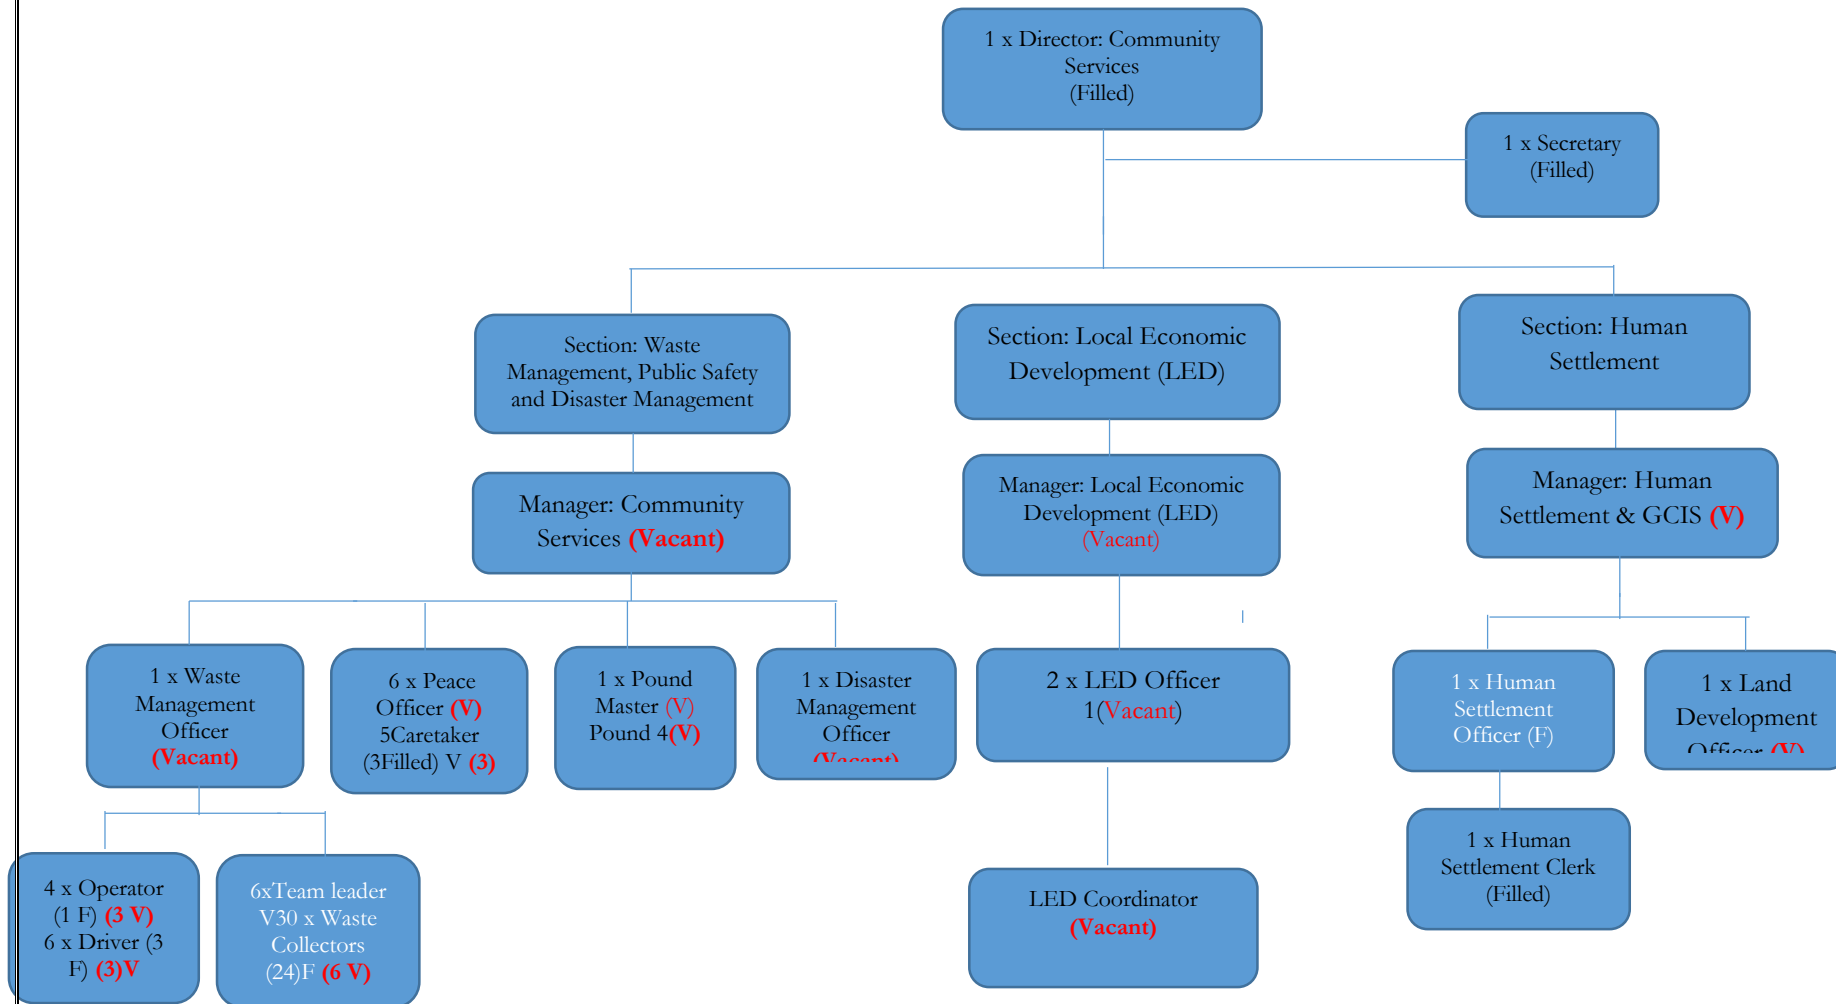 1 x Director: Community
Services
(Filled)
1 x Secretary
(Filled)
Section: Waste
Management, Public Safety
and Disaster Management
Section: Local Economic
Development (LED)
Section: Human
Settlement
Manager: Community
Services (Vacant)
Manager: Local Economic
Development (LED)
(Vacant)
Manager: Human
Settlement & GCIS (V)
1 x Waste
Management
Officer
(Vacant)
6 x Peace
Officer (V)
5Caretaker
(3Filled) V (3)
1 x Pound
Master (V)
Pound 4(V)
1 x Disaster
Management
Officer
(Vacant)
2 x LED Officer
1(Vacant)
1 x Human
Settlement
Officer (F)
1 x Land
Development
Officer (V)
4 x Operator
(1 F) (3 V)
6 x Driver (3
F) (3)V
6xTeam leader
V30 x Waste
Collectors
(24)F (6 V)
LED Coordinator
(Vacant)
1 x Human
Settlement Clerk
(Filled)